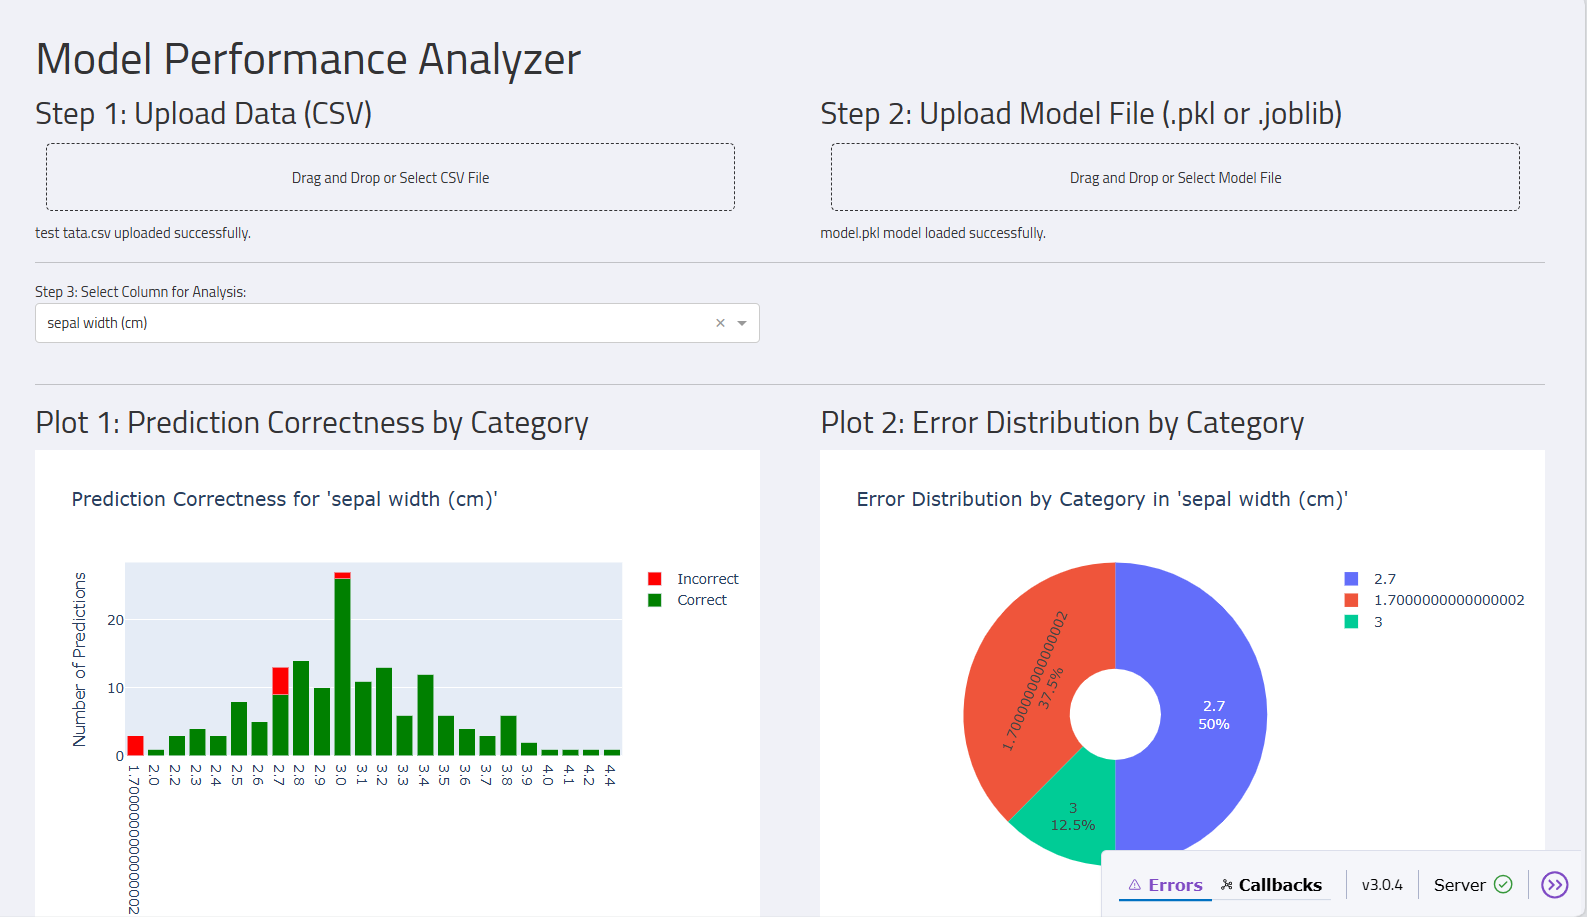 Model Performance Analyzer
Step 1: Upload Data (CSV)
Drag and Drop or Select CSV File
test tata.csv uploaded successfully.
Step 2: Upload Model File (.pkl or .joblib)
Drag and Drop or Select Model File
model.pkl model loaded successfully.
Step 3: Select Column for Analysis:
sepal width (cm)
Plot 1: Prediction Correctness by Category
Prediction Correctness for 'sepal width (cm)'
Number of Predictions
20
10
0
1.7000000000000002
2.0
2.2
2.3
2.4
2.5
2.6
2.7
2.8
2.9
3.0
3.1
3.2
3.3
3.4
3.5
3.6
3.7
3.8
3.9
4.0
4.1
4.2
4.4
Incorrect
Correct
Plot 2: Error Distribution by Category
Error Distribution by Category in 'sepal width (cm)'
1.7000000000000002
37.5%
2.7
50%
3
12.5%
2.7
1.7000000000000002
3
Errors
Callbacks
v3.0.4
Server